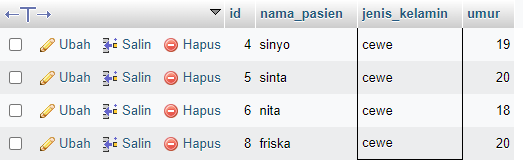 id nama_pasien jenis_kelamin umur
Ubah Salin Hapus 4 sinyo cewe 19
Ubah Salin Hapus 5 sinta cewe 20
Ubah Salin Hapus 6 nita cewe 18
Ubah Salin Hapus 8 friska cewe 20